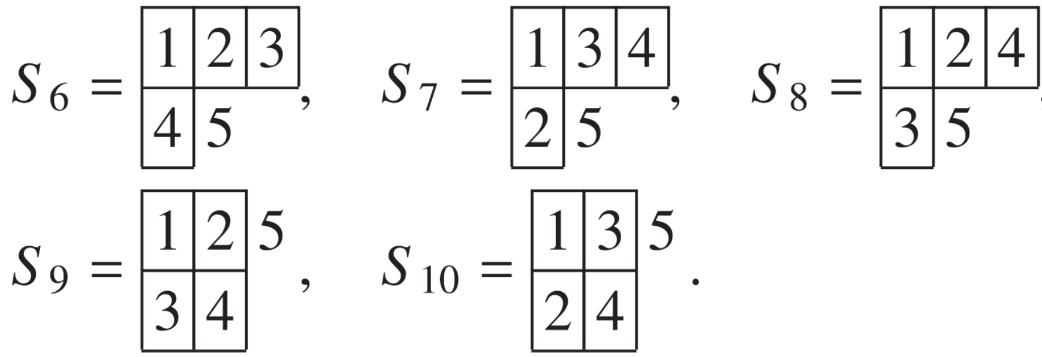 S₆ = 1 2 3 , S₇ = 1 3 4 , S₈ = 1 2 4
4 5 2 5 3 5
S₉ = 1 2 5 , S₁₀ = 1 3 5 .
3 4 2 4